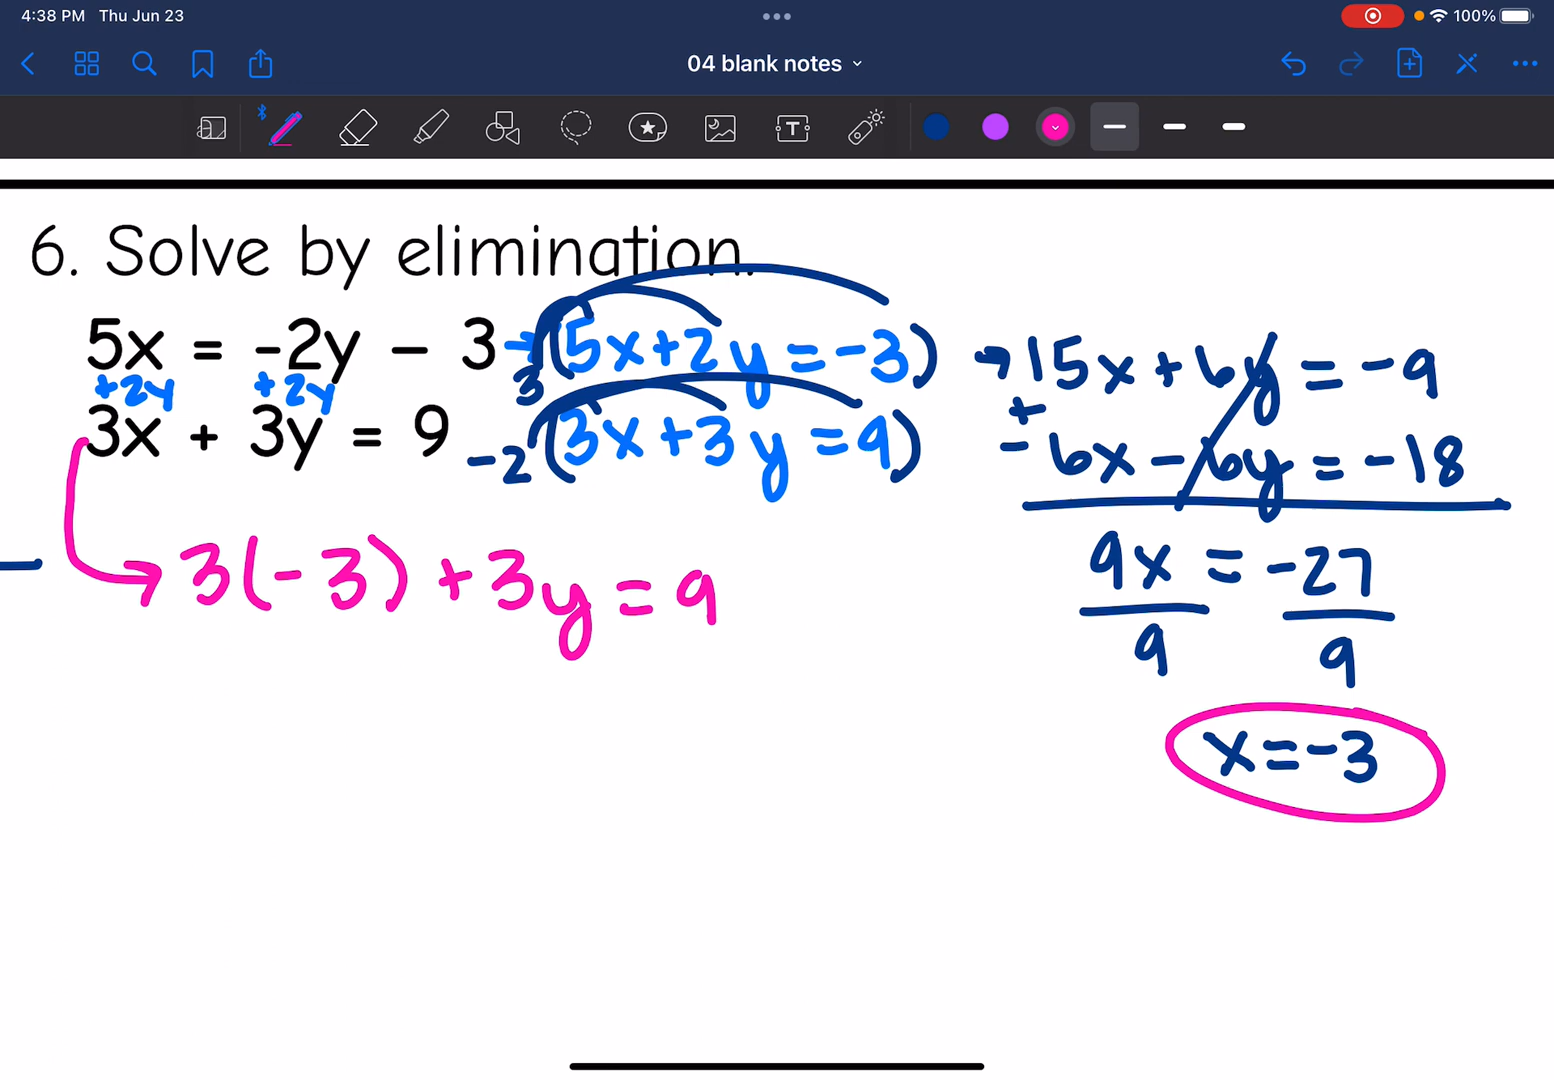 4:38 PM Thu Jun 23
100%
04 blank notes
T
6. Solve by elimination.
5x = -2y - 3
+2y +2y
3x + 3y = 9
3(5x+2y=-3)
-2(3x+3y=9)
→15x+6y=-9
+
-6x-6y=-18
9x = -27
9 9
x=-3
3(-3)+3y=9